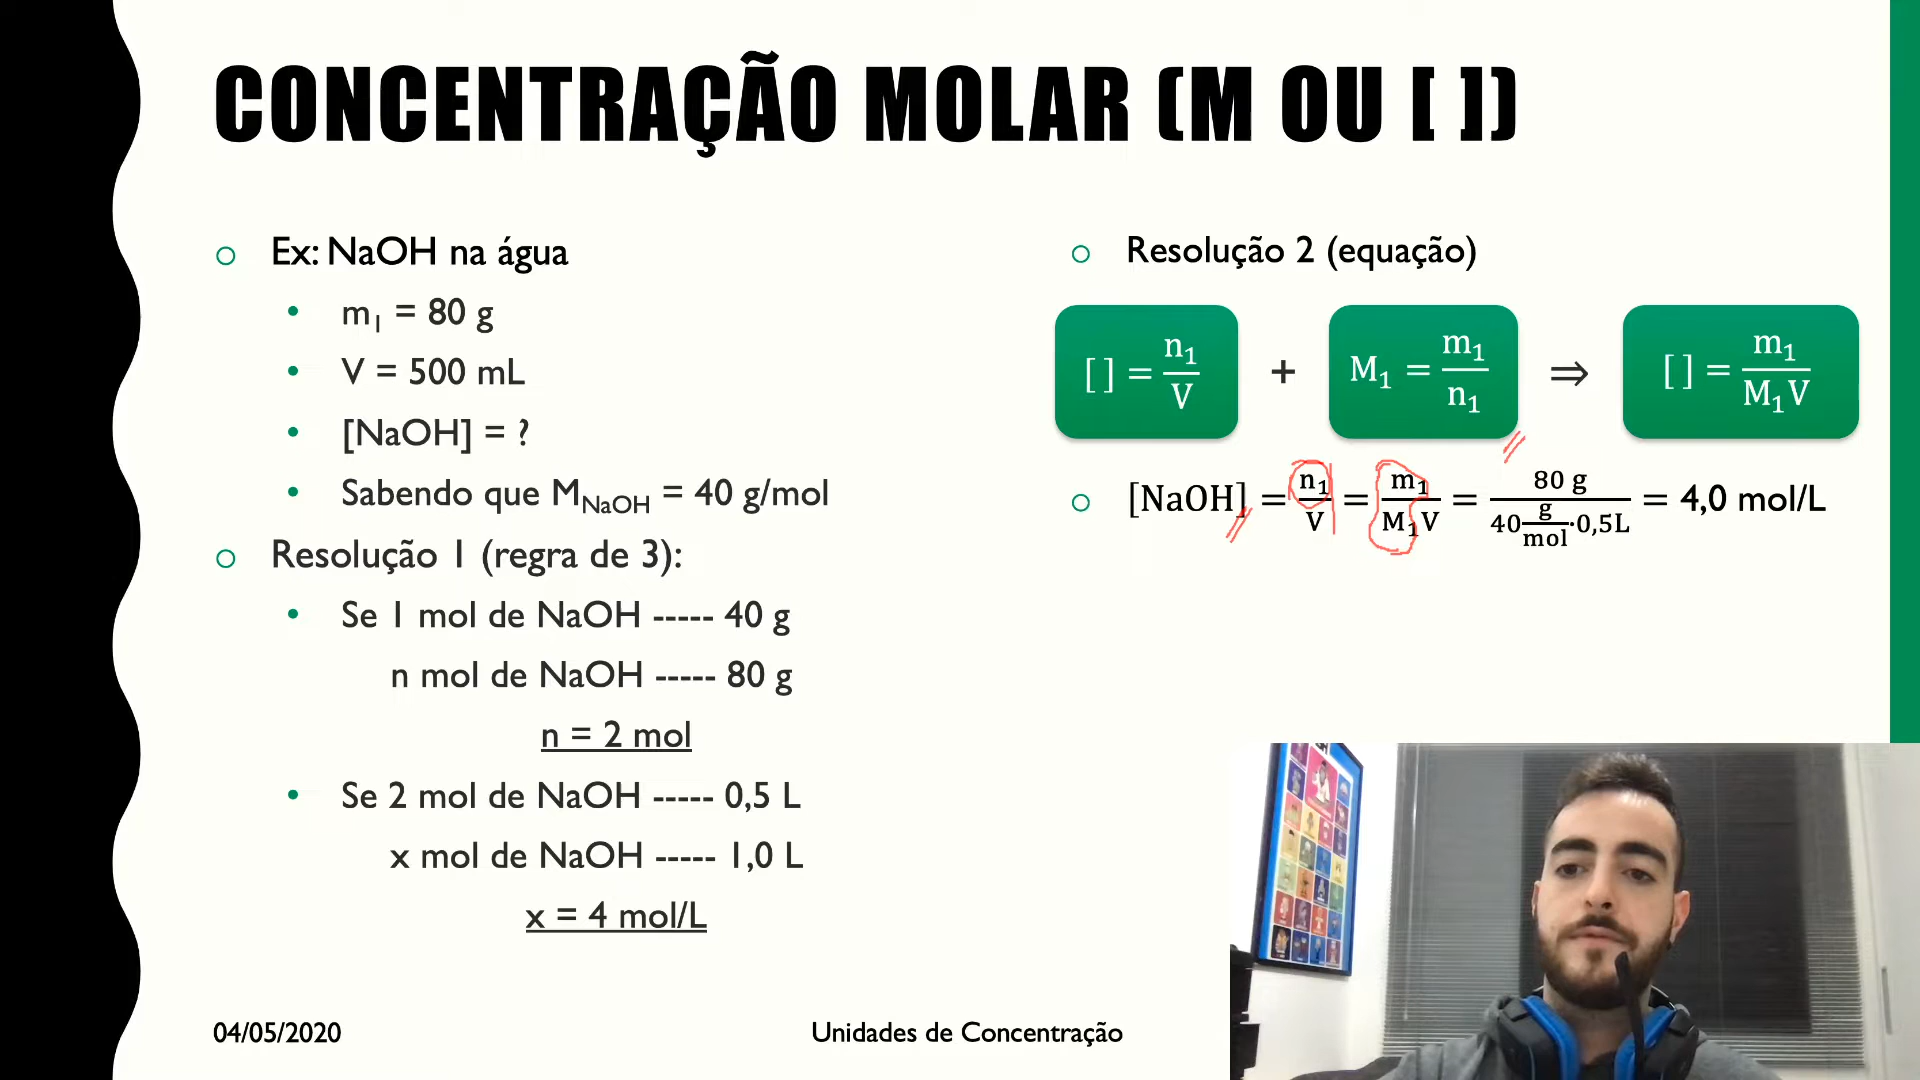 CONCENTRAÇÃO MOLAR (M OU [ ])
Ex: NaOH na água
m₁ = 80 g
V = 500 mL
[NaOH] = ?
Sabendo que M_NaOH = 40 g/mol
Resolução 1 (regra de 3):
Se 1 mol de NaOH ----- 40 g
n mol de NaOH ----- 80 g
n = 2 mol
Se 2 mol de NaOH ----- 0,5 L
x mol de NaOH ----- 1,0 L
x = 4 mol/L
Resolução 2 (equação)
[ ] = n₁/V + M₁ = m₁/n₁ ⇒ [ ] = m₁/M₁V
[NaOH] = n₁/V = m₁/M₁V = 80 g/40 g/mol·0,5L = 4,0 mol/L
04/05/2020
Unidades de Concentração